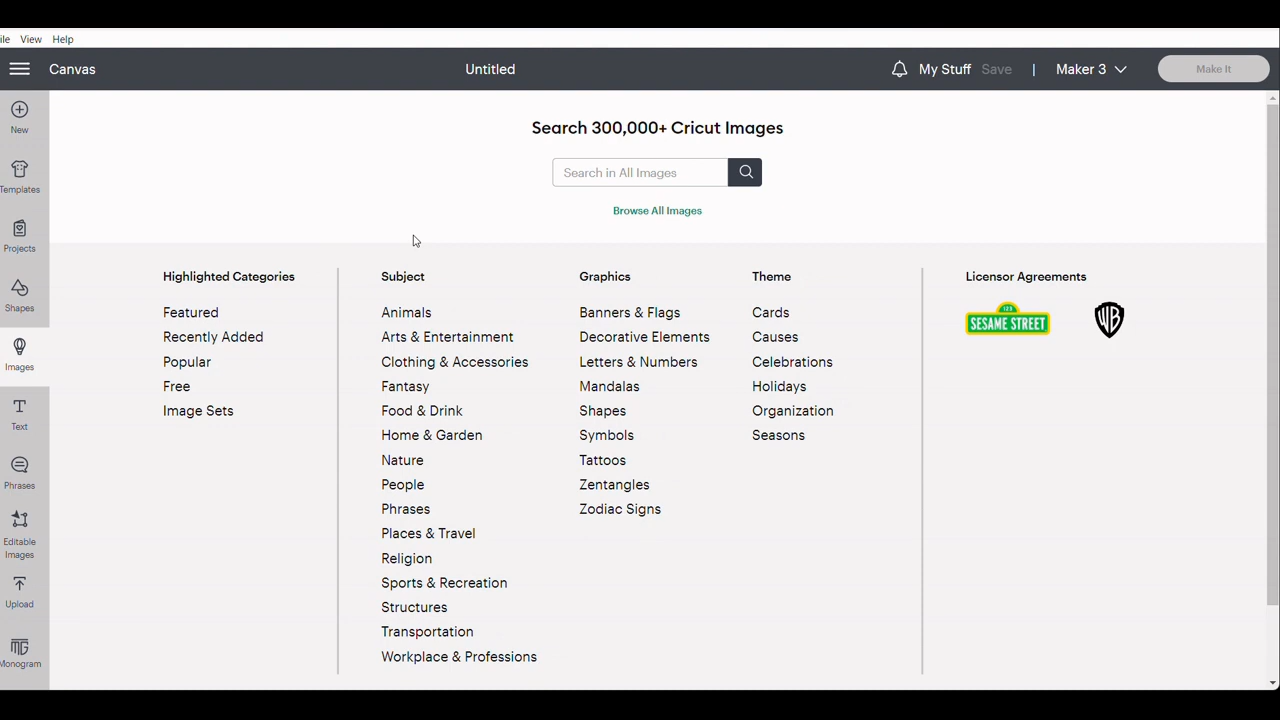 ile View Help
Canvas
Untitled
My Stuff Save | Maker 3
Make It
New
Templates
Projects
Shapes
Images
Text
Phrases
Editable
Images
Upload
Monogram
Search 300,000+ Cricut Images
Search in All Images
Browse All Images
Highlighted Categories
Featured
Recently Added
Popular
Free
Image Sets
Subject
Animals
Arts & Entertainment
Clothing & Accessories
Fantasy
Food & Drink
Home & Garden
Nature
People
Phrases
Places & Travel
Religion
Sports & Recreation
Structures
Transportation
Workplace & Professions
Graphics
Banners & Flags
Decorative Elements
Letters & Numbers
Mandalas
Shapes
Symbols
Tattoos
Zentangles
Zodiac Signs
Theme
Cards
Causes
Celebrations
Holidays
Organization
Seasons
Licensor Agreements
123
SESAME STREET
WB